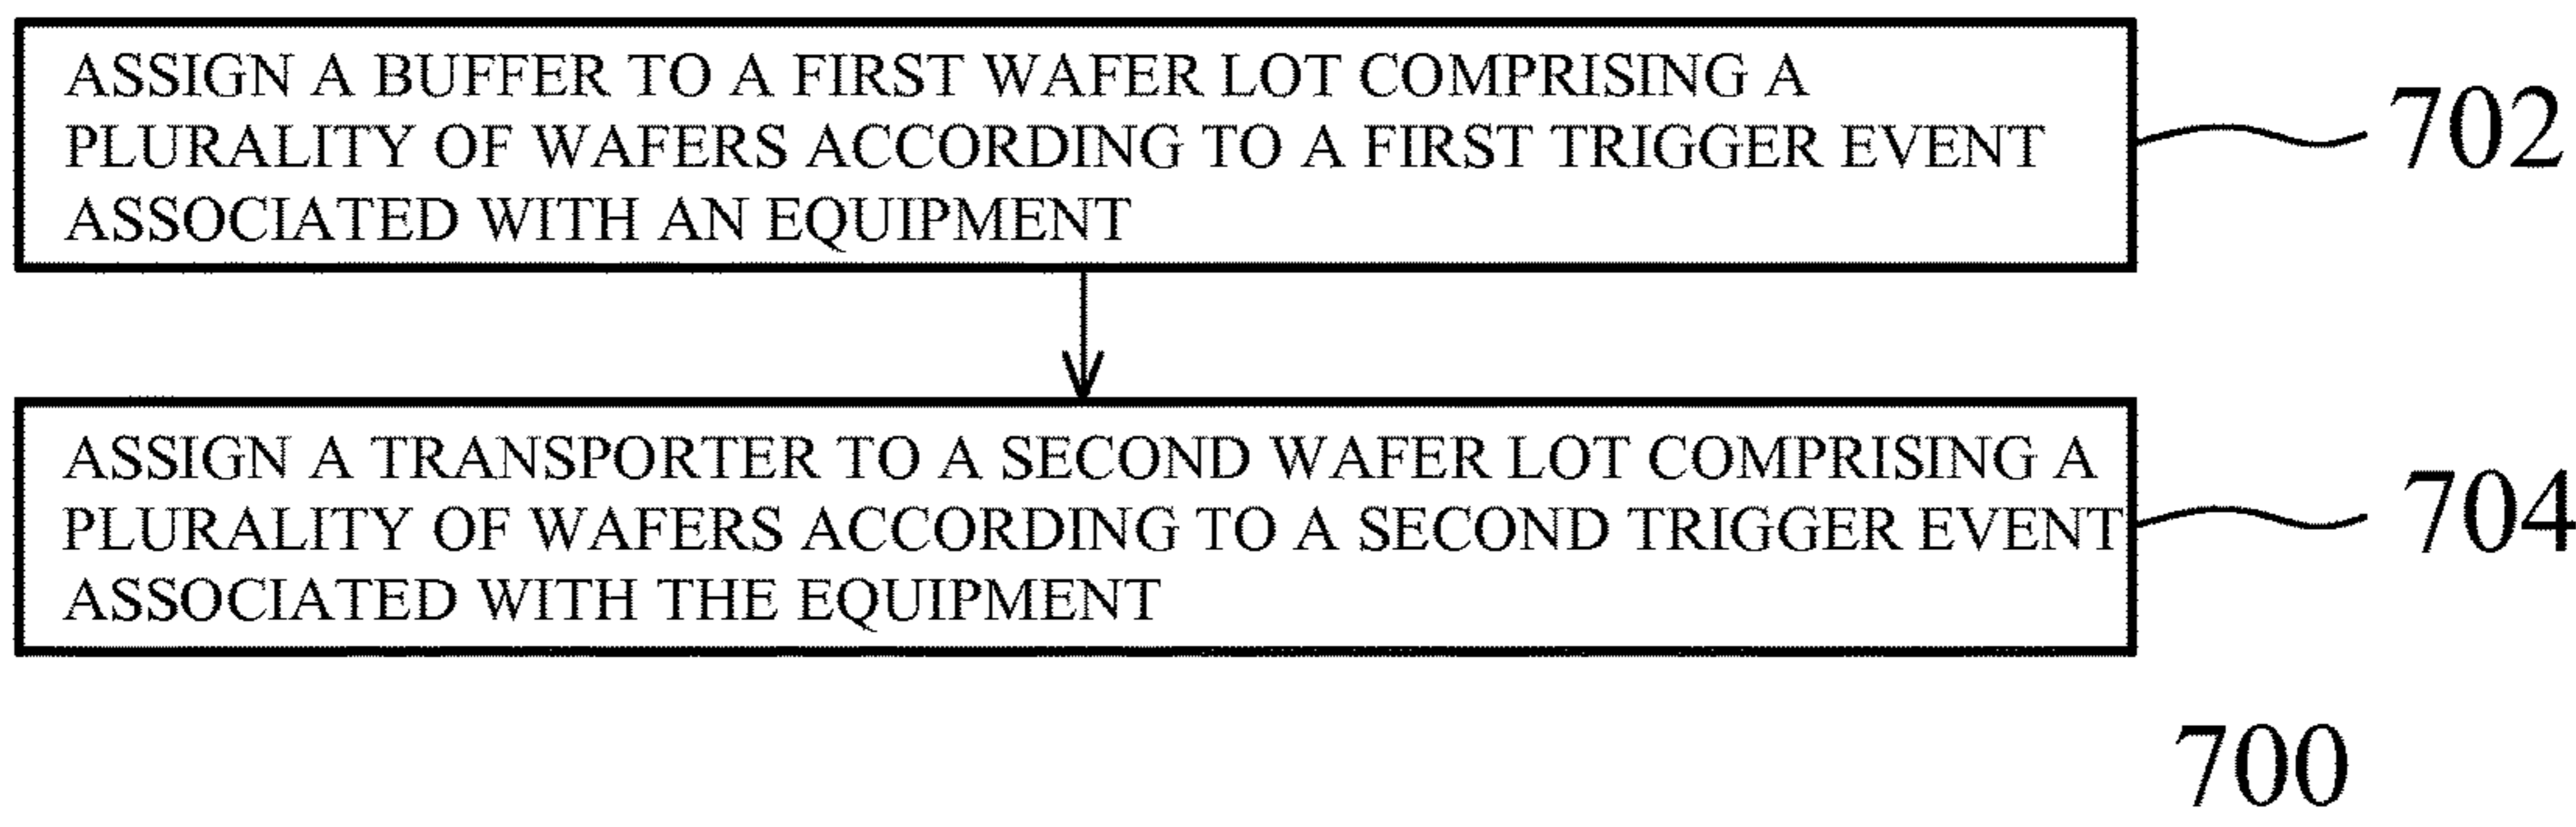 ASSIGN A BUFFER TO A FIRST WAFER LOT COMPRISING A
PLURALITY OF WAFERS ACCORDING TO A FIRST TRIGGER EVENT
ASSOCIATED WITH AN EQUIPMENT
702
ASSIGN A TRANSPORTER TO A SECOND WAFER LOT COMPRISING A
PLURALITY OF WAFERS ACCORDING TO A SECOND TRIGGER EVENT
ASSOCIATED WITH THE EQUIPMENT
704
700